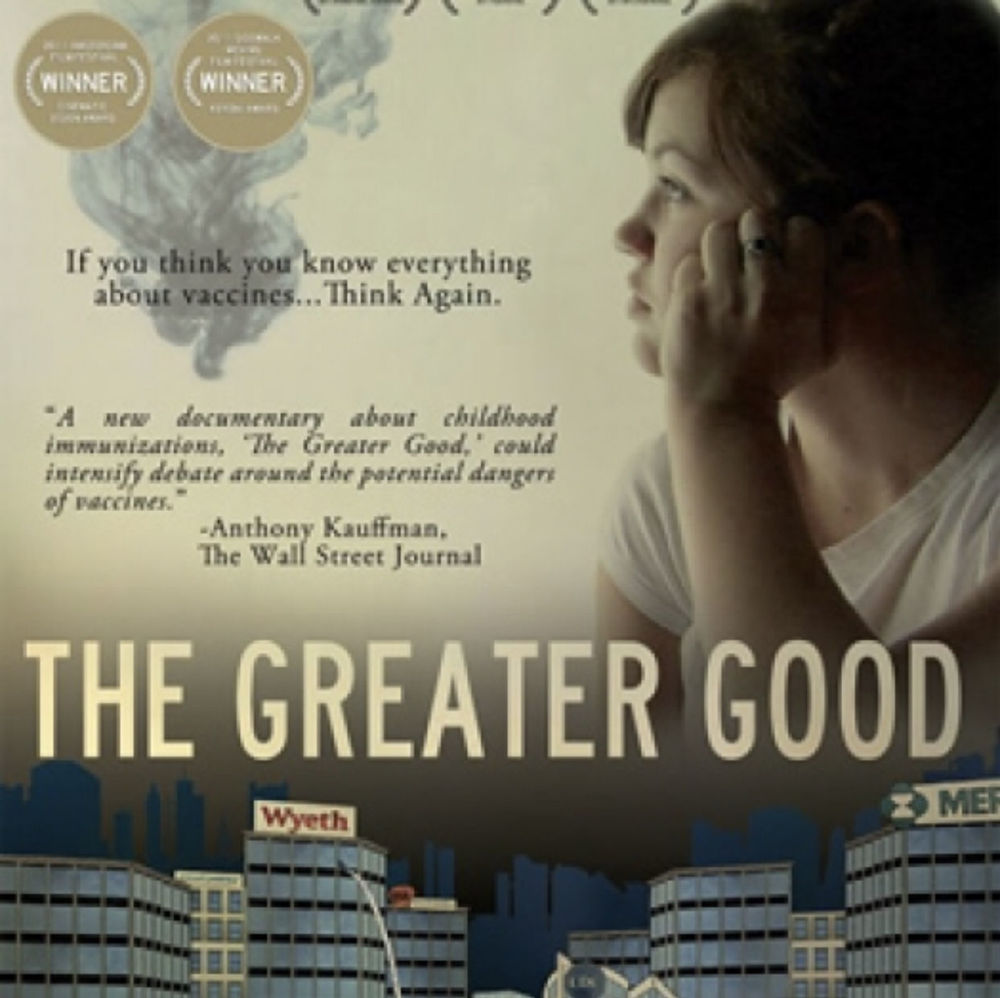 WINNER
WINNER
If you think you know everything
about vaccines...Think Again.
"A new documentary about childhood
immunizations, 'The Greater Good,' could
intensify debate around the potential dangers
of vaccines."
-Anthony Kauffman,
The Wall Street Journal
THE GREATER GOOD
Wyeth
MER